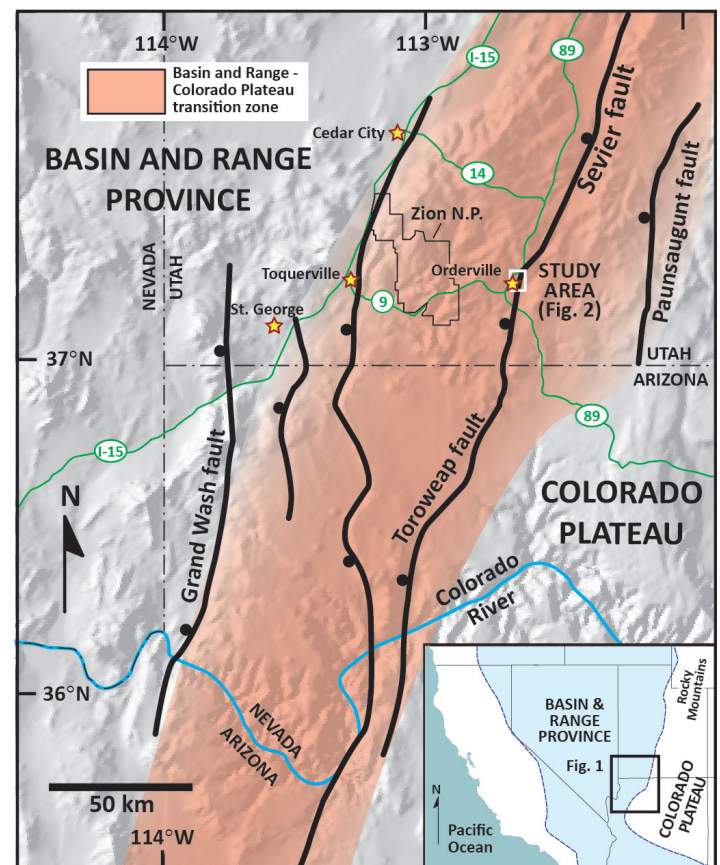 114°W
113°W
I-15
89
Basin and Range -
Colorado Plateau
transition zone
Sevier fault
Cedar City
BASIN AND RANGE
PROVINCE
14
Paunsaugunt fault
Zion N.P.
NEVADA
UTAH
Toquerville
Orderville
STUDY
AREA
(Fig. 2)
St. George
9
37°N
UTAH
ARIZONA
89
I-15
Toroweap fault
COLORADO
PLATEAU
N
Grand Wash fault
Colorado
River
36°N
NEVADA
ARIZONA
50 km
114°W
Rocky
Mountains
BASIN &
RANGE
PROVINCE
Fig. 1
COLORADO
PLATEAU
N
Pacific
Ocean